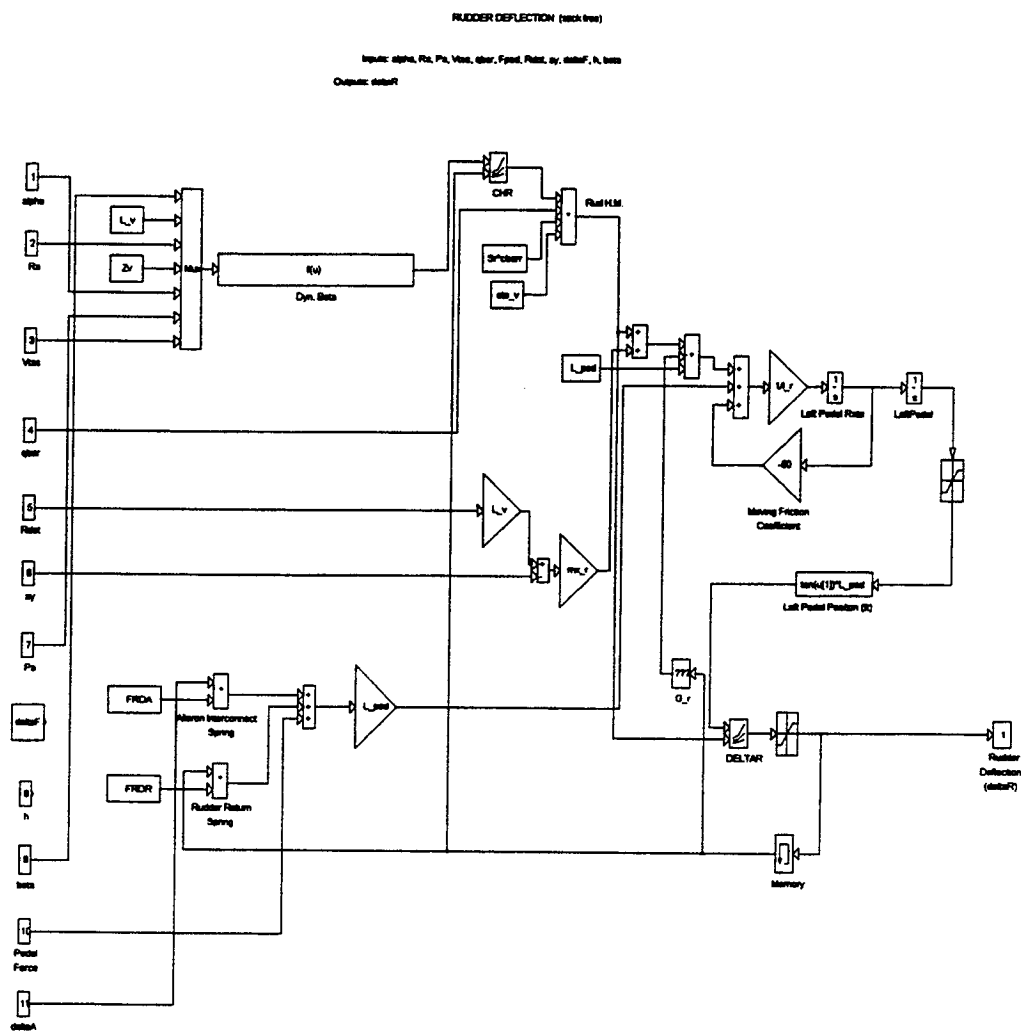 RUDDER DEFLECTION (stick free)
Inputs: alpha, Rs, Ps, Vtas, qbar, Fped, Rdot, ay, deltaF, h, beta
Outputs: deltaR
1
alpha
L_v
2
Rs
Zv
Mux
f(u)
Dyn. Beta
3
Vtas
CHR
Rud H.M.
Sr*cbarr
eta_v
L_ped
1/I_r
1
s
Left Pedal Rate
1
s
LeftPedal
4
qbar
-60
Moving Friction
Coefficient
5
Rdot
L_v
6
ay
mx_r
tan(u[1])*L_ped
Left Pedal Position (ft)
7
Ps
FRDA
Aileron Interconnect
Spring
L_ped
???
G_r
deltaF
DELTAR
1
Rudder
Deflection
(deltaR)
FRDR
Rudder Return
Spring
h
beta
Memory
10
Pedal
Force
11
deltaA